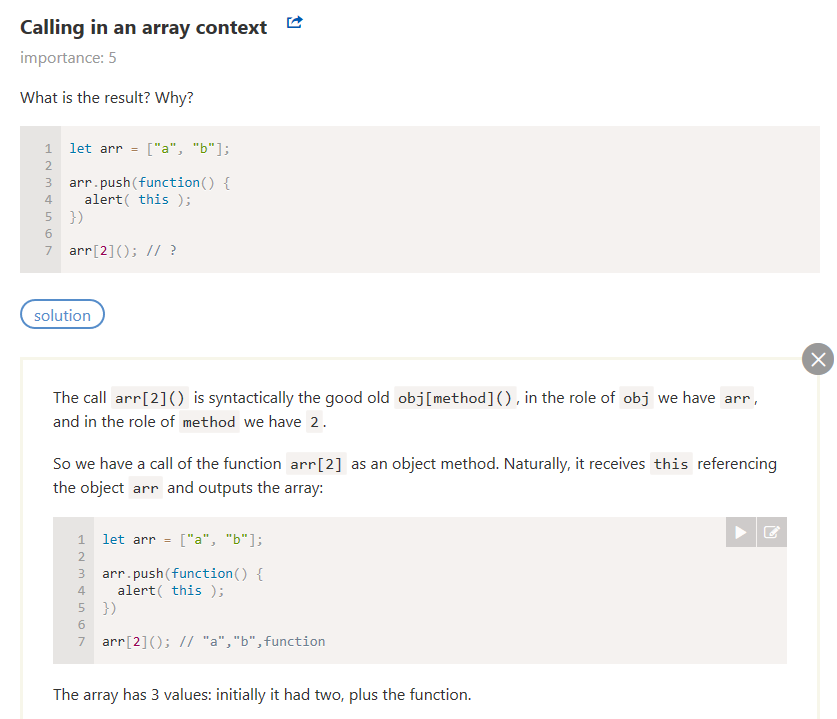 Calling in an array context
importance: 5
What is the result? Why?
1 let arr = ["a", "b"];
2
3 arr.push(function() {
4   alert( this );
5 })
6
7 arr[2](); // ?
solution
The call arr[2]() is syntactically the good old obj[method](), in the role of obj we have arr,
and in the role of method we have 2.
So we have a call of the function arr[2] as an object method. Naturally, it receives this referencing
the object arr and outputs the array:
1 let arr = ["a", "b"];
2
3 arr.push(function() {
4   alert( this );
5 })
6
7 arr[2](); // "a","b",function
The array has 3 values: initially it had two, plus the function.